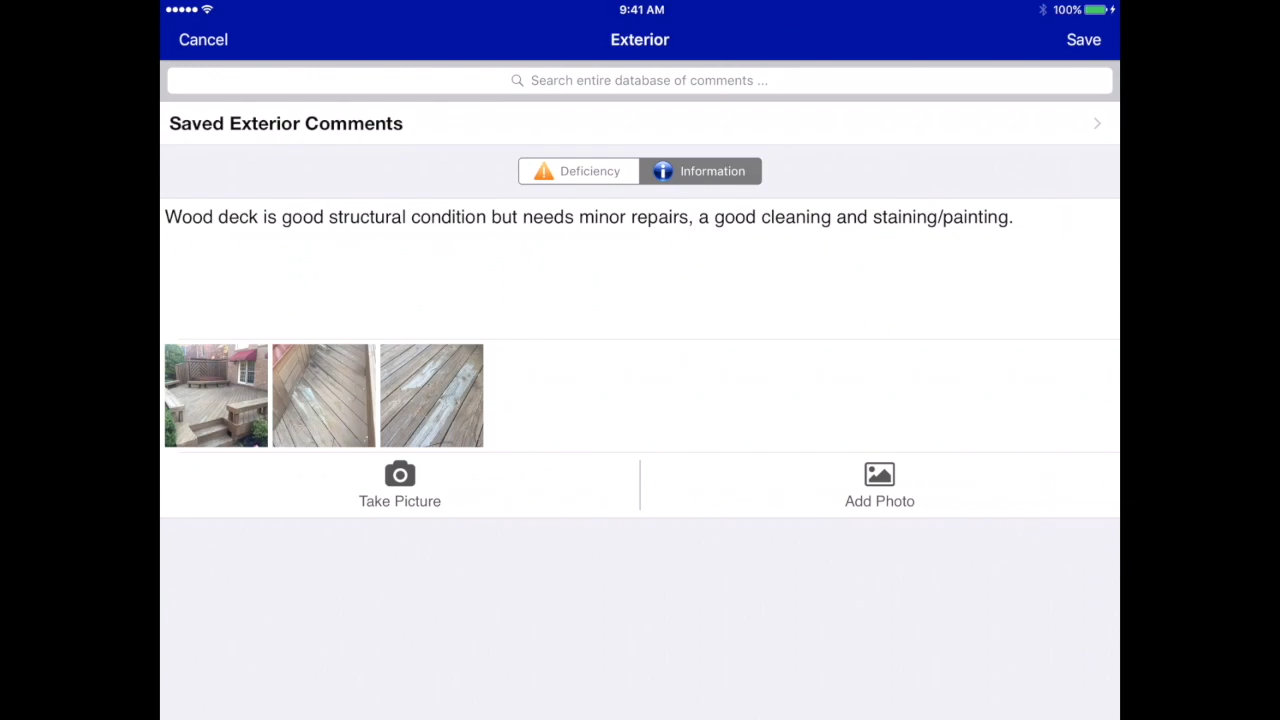 9:41 AM
100%
Cancel
Exterior
Save
Search entire database of comments ...
Saved Exterior Comments
Deficiency
Information
Wood deck is good structural condition but needs minor repairs, a good cleaning and staining/painting.
Take Picture
Add Photo